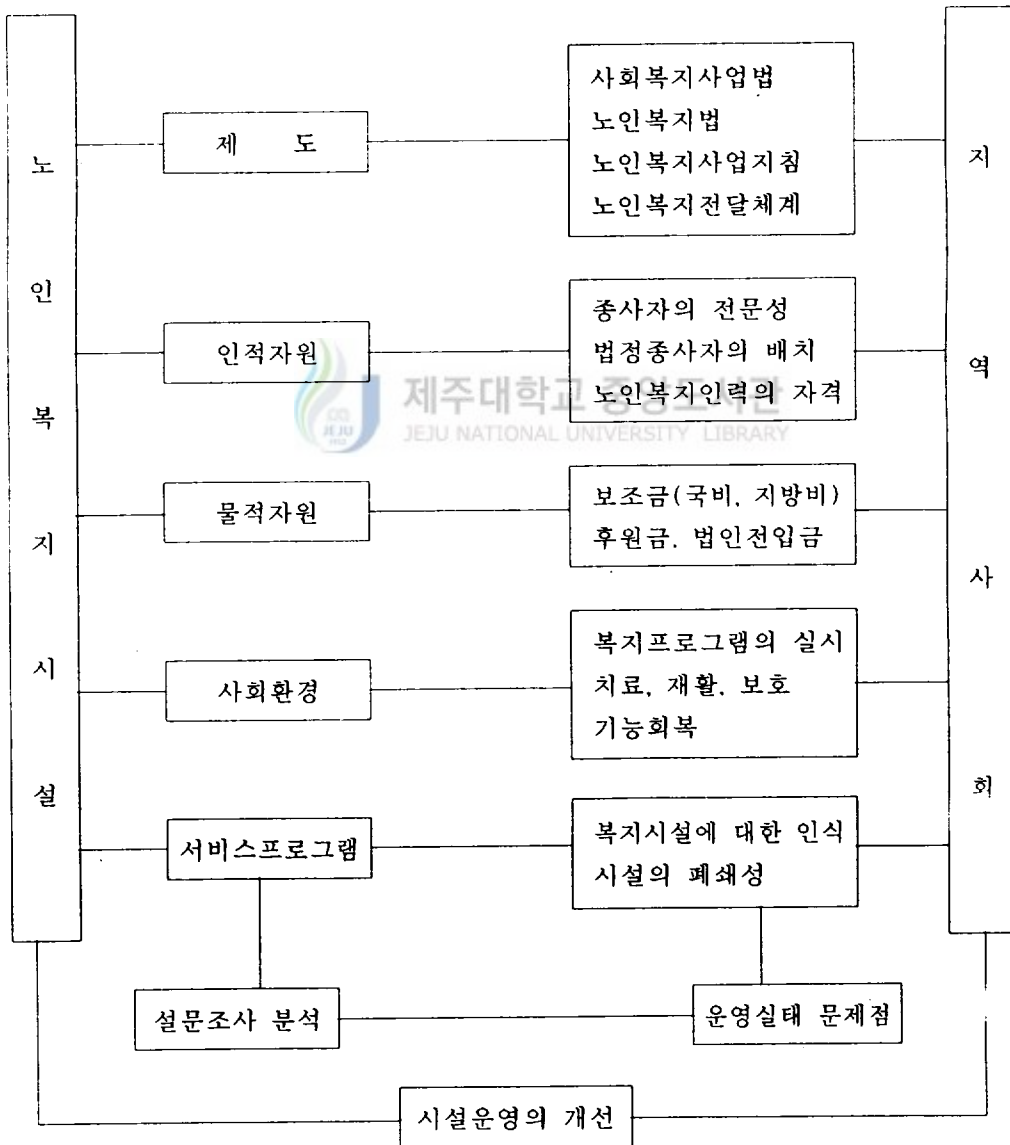 노인복지시설
제 도
사회복지사업법
노인복지법
노인복지사업지침
노인복지전달체계
인적자원
종사자의 전문성
법정종사자의 배치
노인복지인력의 자격
제주대학교 중앙도서관
JEJU NATIONAL UNIVERSITY LIBRARY
JEJU
1952
물적자원
보조금(국비, 지방비)
후원금, 법인전입금
사회환경
복지프로그램의 실시
치료, 재활, 보호
기능회복
서비스프로그램
복지시설에 대한 인식
시설의 폐쇄성
지역사회
설문조사 분석
운영실태 문제점
시설운영의 개선